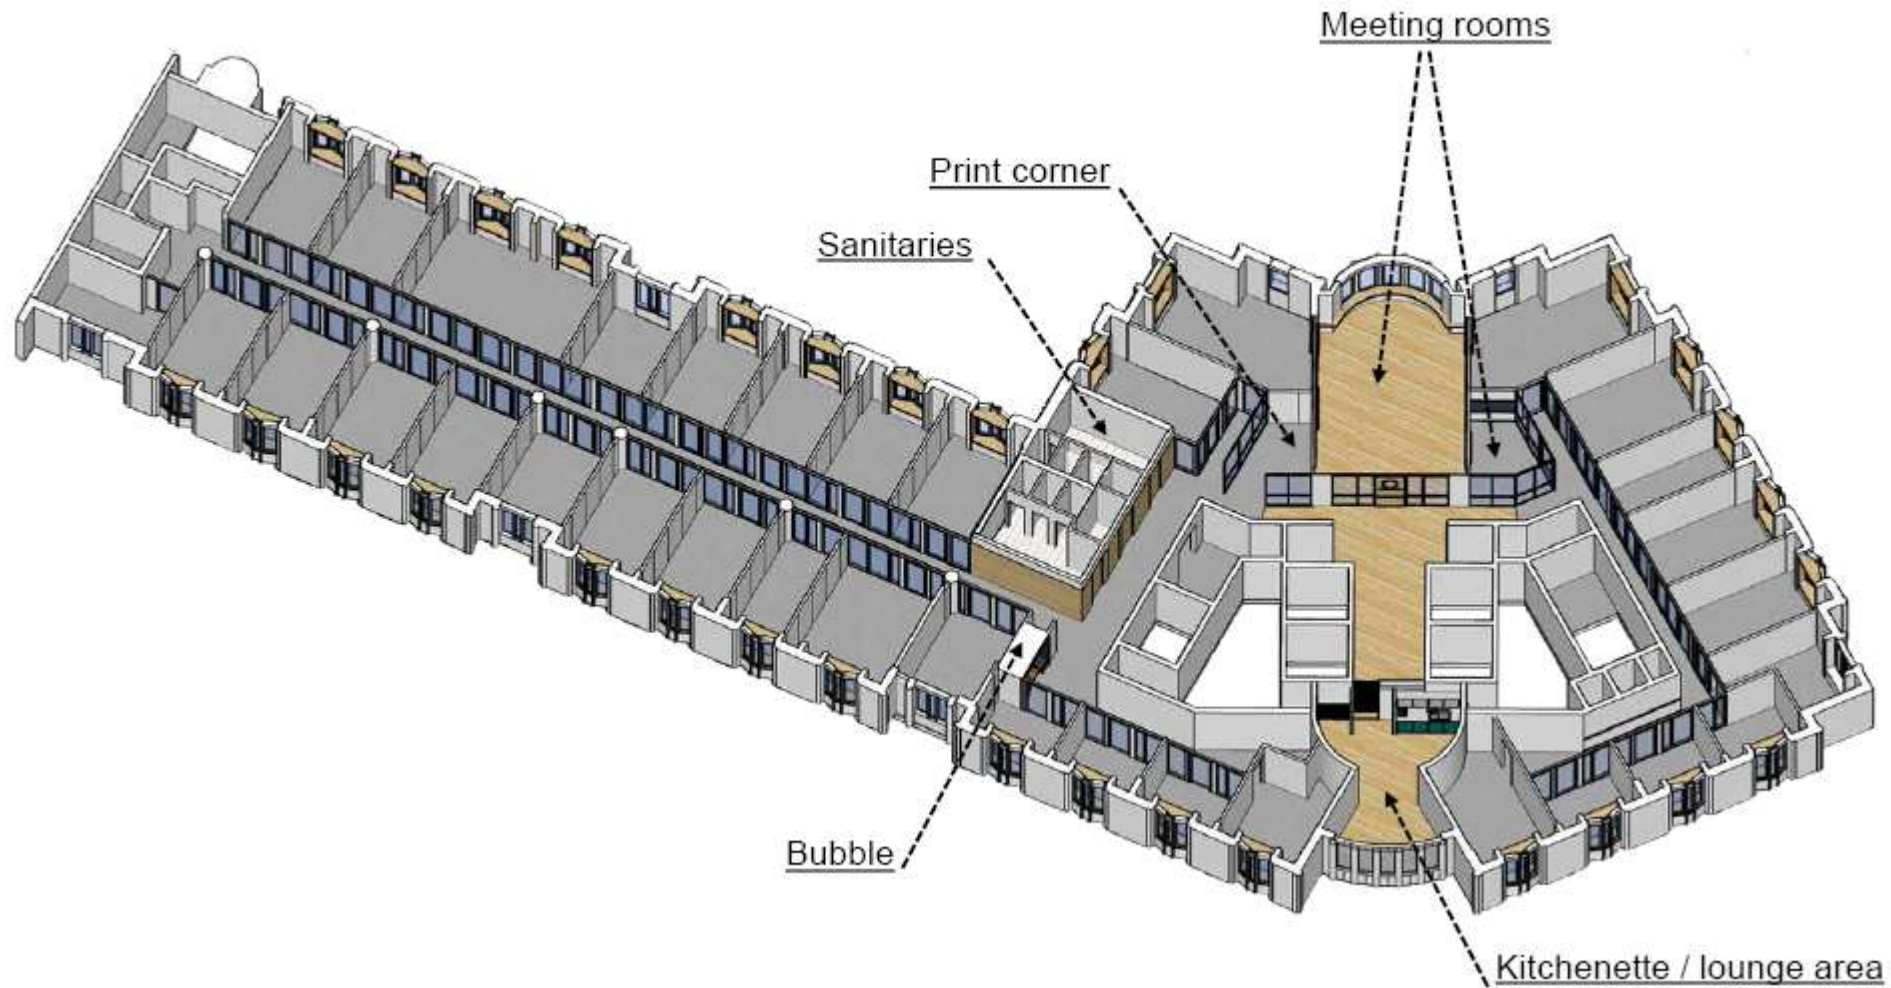 Meeting rooms
Print corner
Sanitaries
Bubble
Kitchenette / lounge area